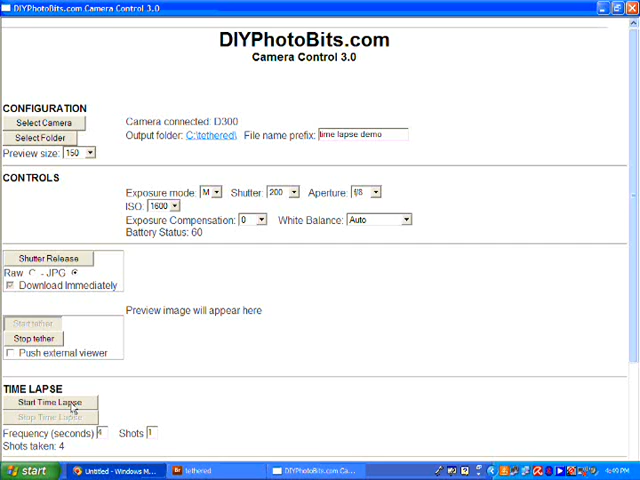 DIYPhotoBits.com Camera Control 3.0
DIYPhotoBits.com
Camera Control 3.0
CONFIGURATION
Select Camera Camera connected: D300
Select Folder Output folder: C:\tethered\ File name prefix: time lapse demo
Preview size: 150
CONTROLS
Exposure mode: M Shutter: 200 Aperture: f/8
ISO: 1600
Exposure Compensation: 0 White Balance: Auto
Battery Status: 60
Shutter Release
Raw - JPG
Download Immediately
Preview image will appear here
Start tether
Stop tether
Push external viewer
TIME LAPSE
Start Time Lapse
Stop Time Lapse
Frequency (seconds) 4 Shots 1
Shots taken: 4
start Untitled - Windows M... Br tethered DIYPhotoBits.com Ca... 4:49 PM